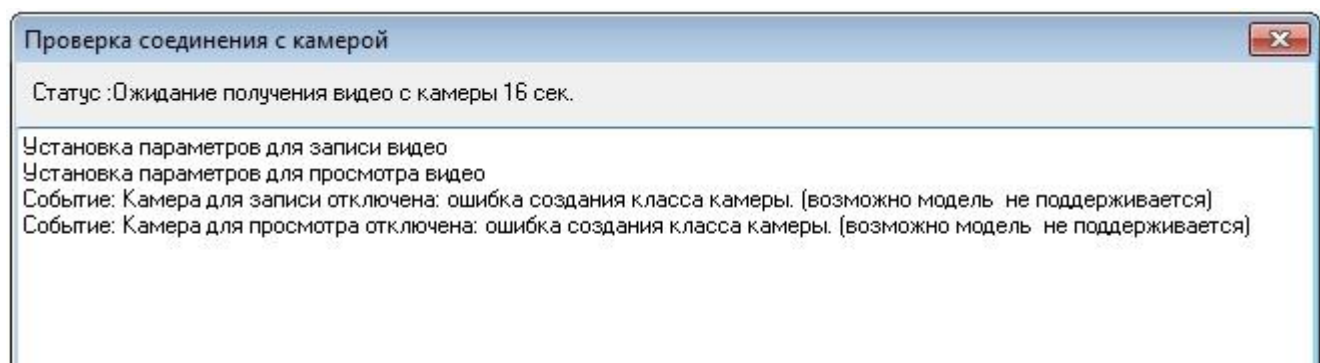 Проверка соединения с камерой
Статус :Ожидание получения видео с камеры 16 сек.
Установка параметров для записи видео
Установка параметров для просмотра видео
Событие: Камера для записи отключена: ошибка создания класса камеры. (возможно модель  не поддерживается)
Событие: Камера для просмотра отключена: ошибка создания класса камеры. (возможно модель  не поддерживается)